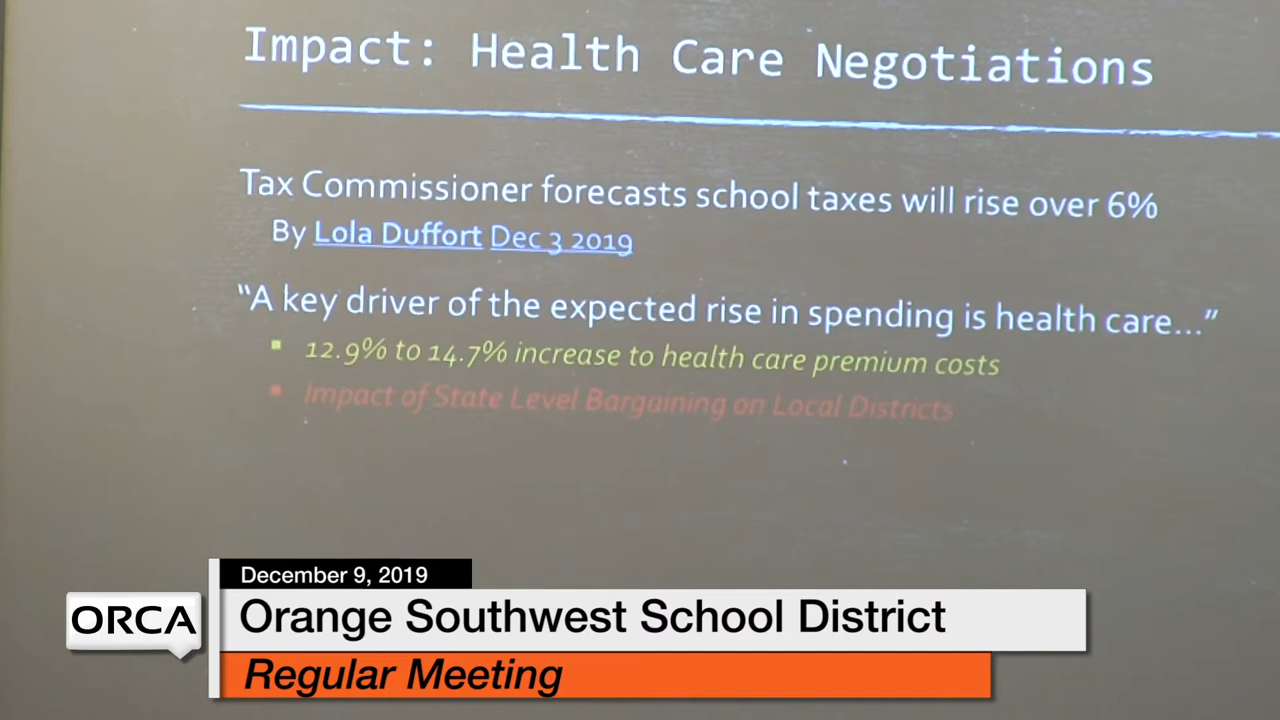 Impact: Health Care Negotiations
Tax Commissioner forecasts school taxes will rise over 6%
By Lola Duffort Dec 3 2019
“A key driver of the expected rise in spending is health care...”
12.9% to 14.7% increase to health care premium costs
Impact of State Level Bargaining on Local Districts
December 9, 2019
ORCA
Orange Southwest School District
Regular Meeting